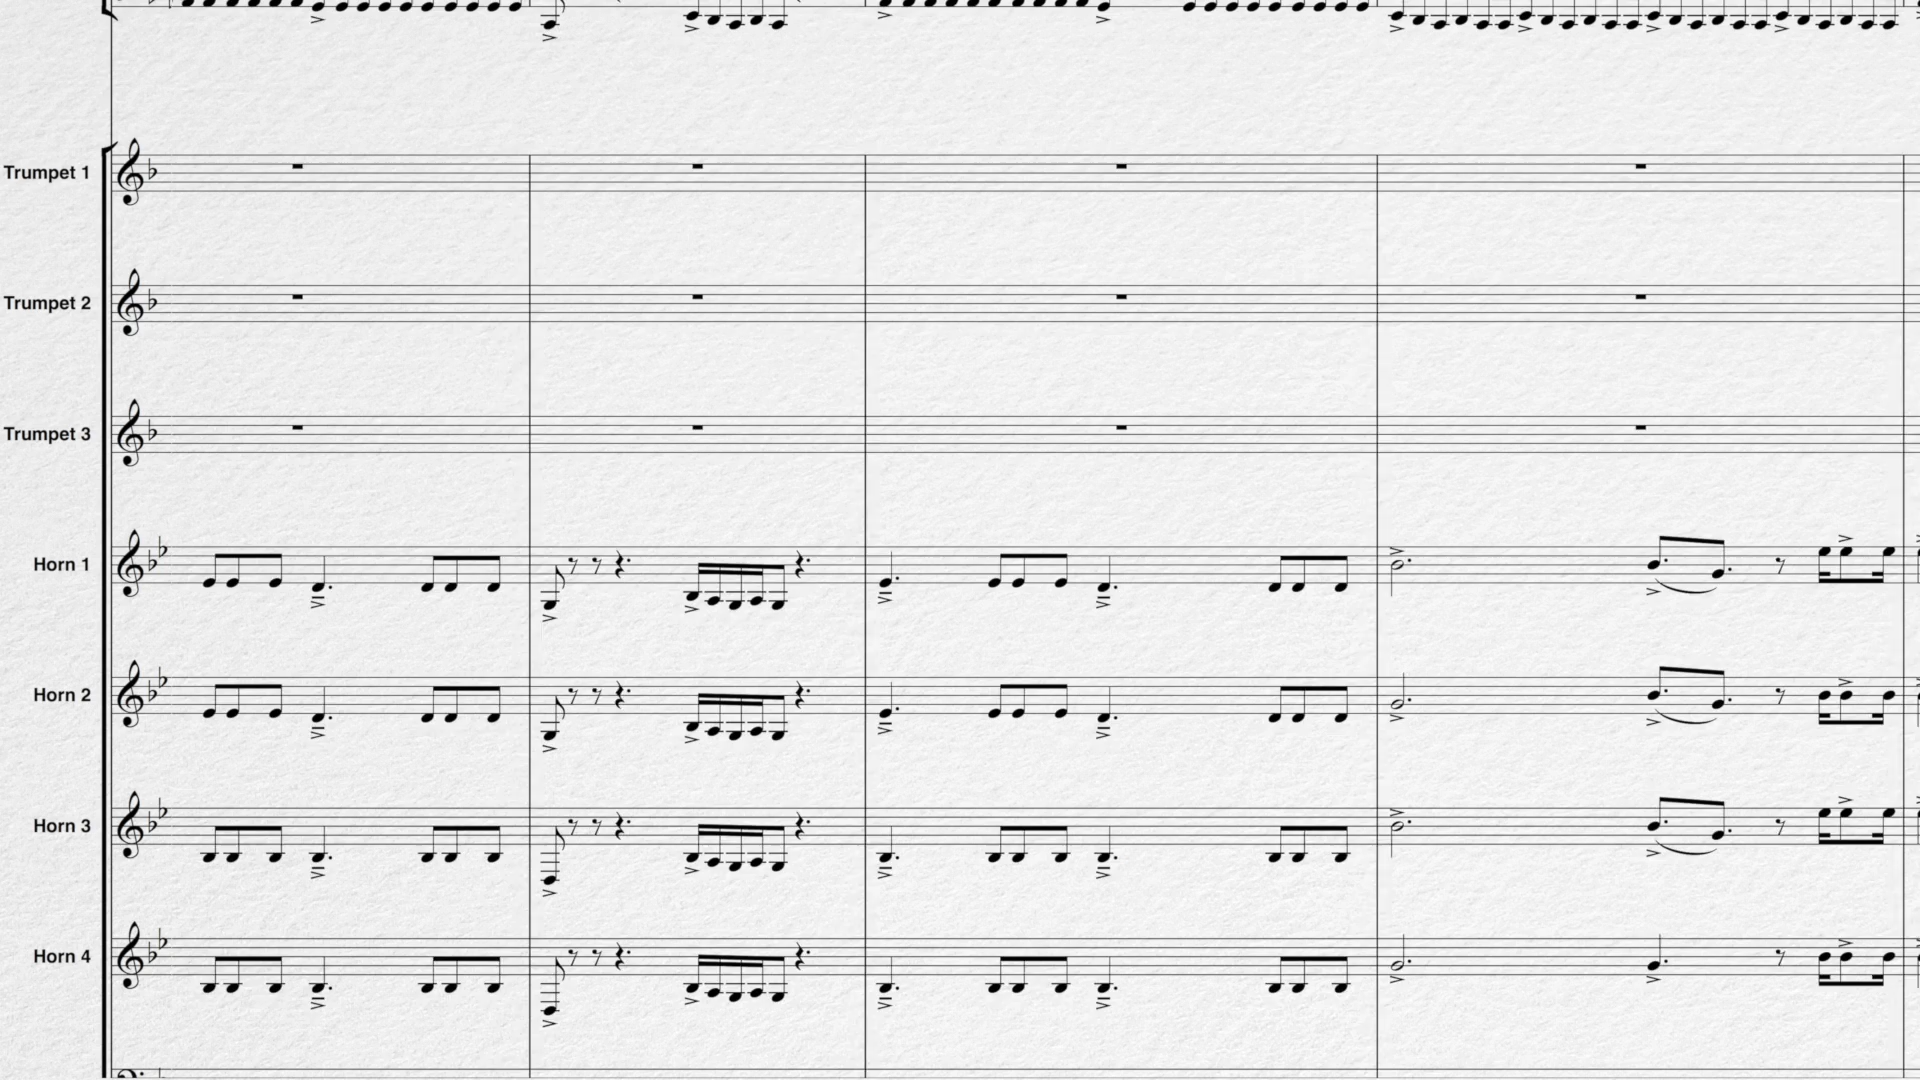 Trumpet 1
Trumpet 2
Trumpet 3
Horn 1
Horn 2
Horn 3
Horn 4